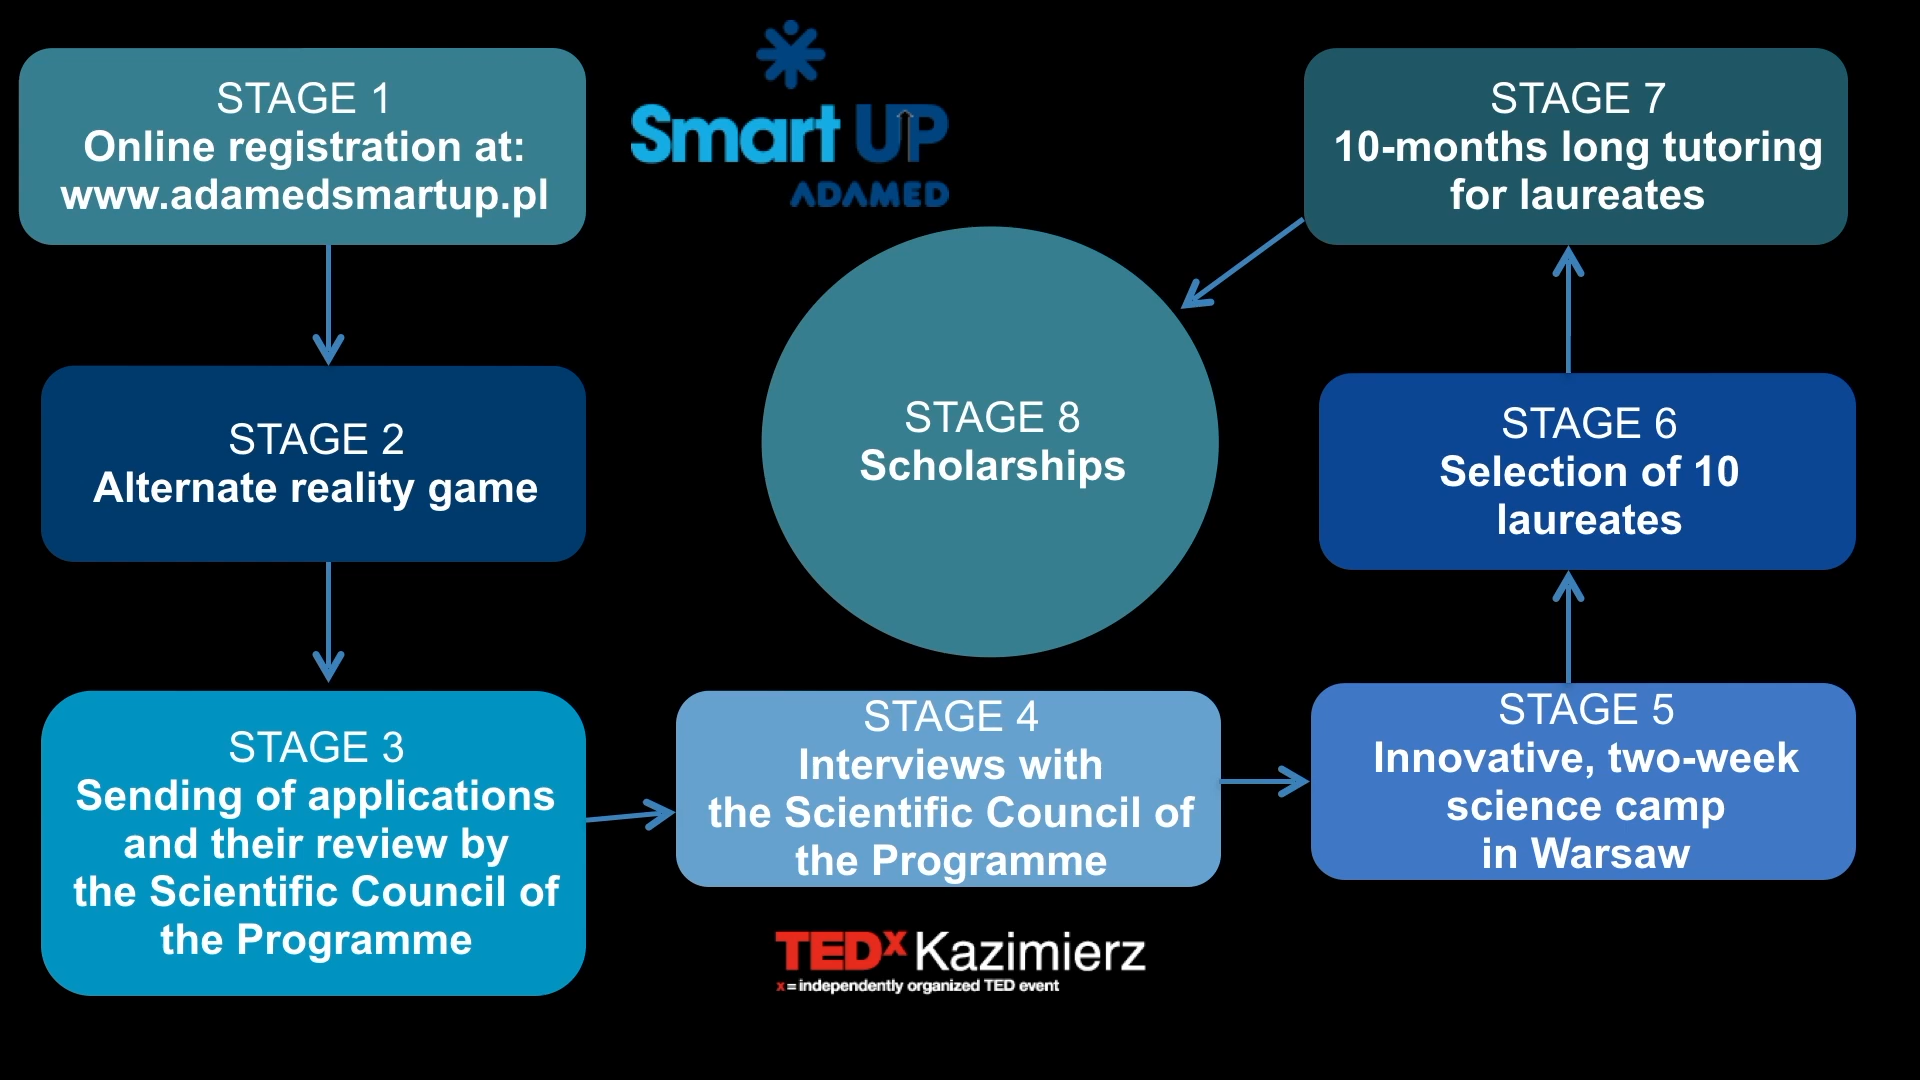 STAGE 1
Online registration at:
www.adamedsmartup.pl
STAGE 2
Alternate reality game
STAGE 3
Sending of applications
and their review by
the Scientific Council of
the Programme
STAGE 4
Interviews with
the Scientific Council of
the Programme
STAGE 5
Innovative, two-week
science camp
in Warsaw
STAGE 6
Selection of 10
laureates
STAGE 7
10-months long tutoring
for laureates
STAGE 8
Scholarships
Smart UP
ADAMED
TEDx Kazimierz
x = independently organized TED event